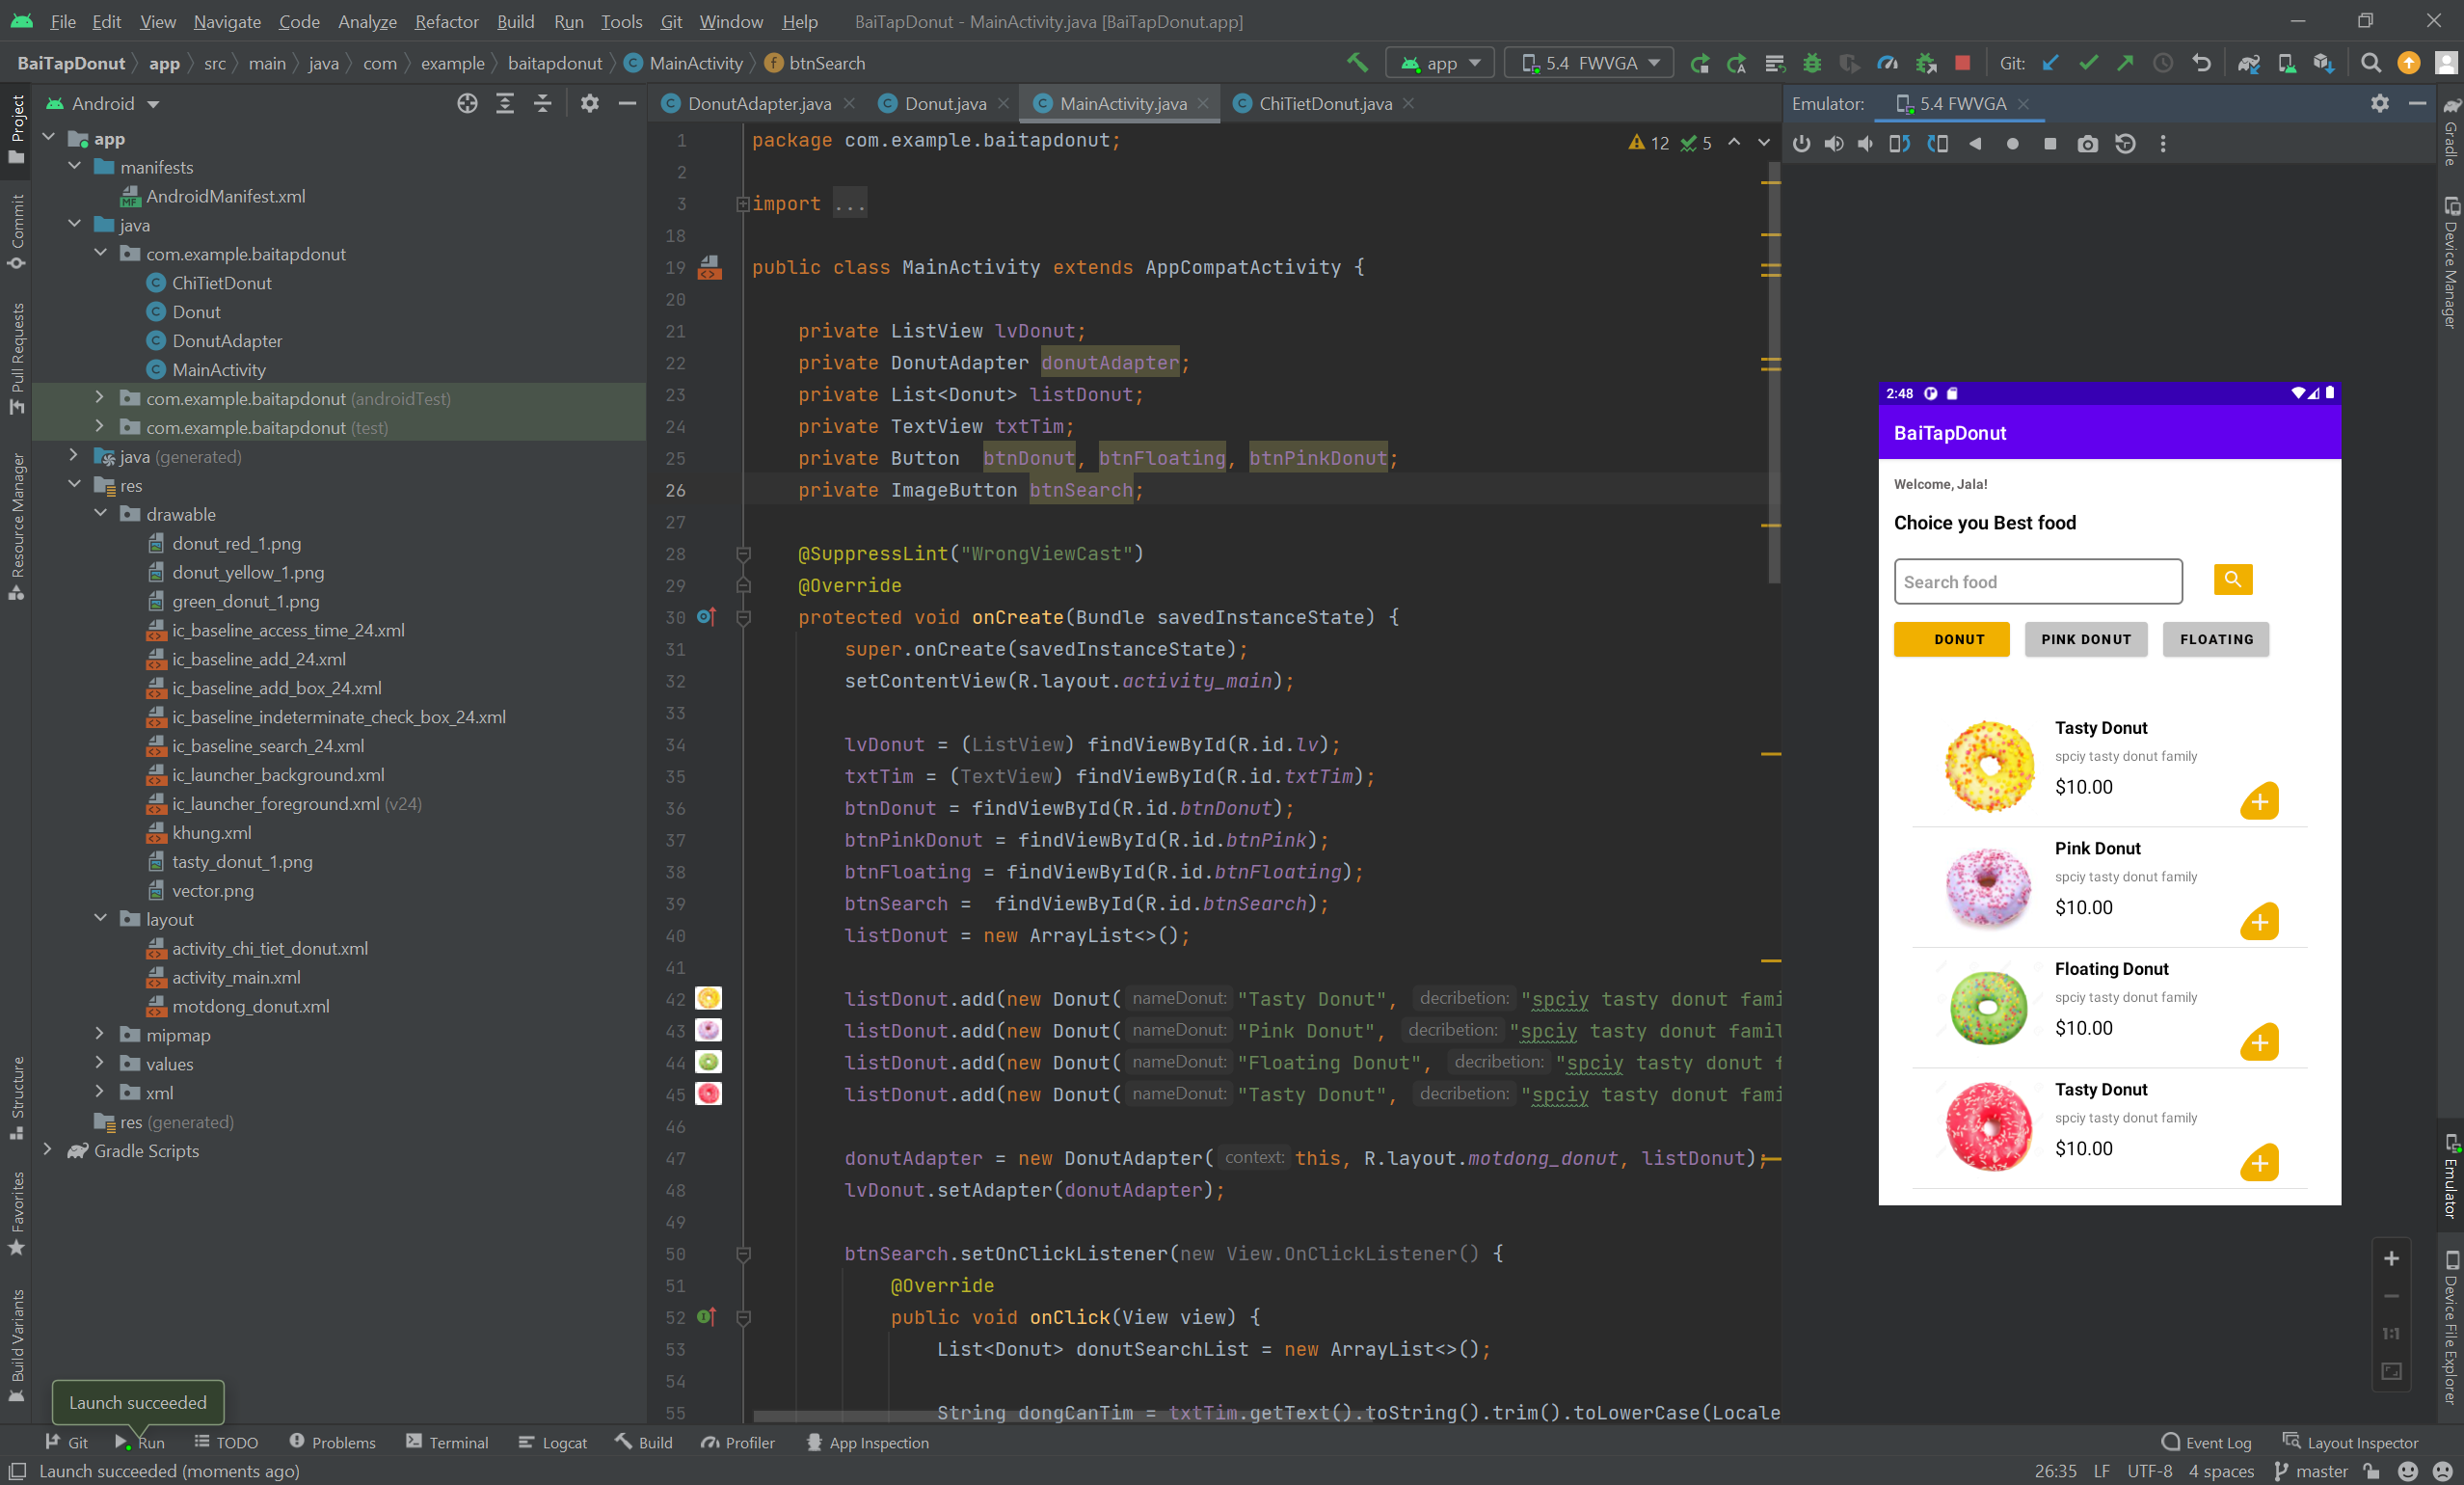 File Edit View Navigate Code Analyze Refactor Build Run Tools Git Window Help BaiTapDonut - MainActivity.java [BaiTapDonut.app]
BaiTapDonut app src main java com example baitapdonut MainActivity btnSearch app 5.4 FWVGA Git:
Project
Commit
Pull Requests
Resource Manager
Structure
Favorites
Build Variants
Android
app
manifests
AndroidManifest.xml
java
com.example.baitapdonut
ChiTietDonut
Donut
DonutAdapter
MainActivity
com.example.baitapdonut (androidTest)
com.example.baitapdonut (test)
java (generated)
res
drawable
donut_red_1.png
donut_yellow_1.png
green_donut_1.png
ic_baseline_access_time_24.xml
ic_baseline_add_24.xml
ic_baseline_add_box_24.xml
ic_baseline_indeterminate_check_box_24.xml
ic_baseline_search_24.xml
ic_launcher_background.xml
ic_launcher_foreground.xml (v24)
khung.xml
tasty_donut_1.png
vector.png
layout
activity_chi_tiet_donut.xml
activity_main.xml
motdong_donut.xml
mipmap
values
xml
res (generated)
Gradle Scripts
DonutAdapter.java Donut.java MainActivity.java ChiTietDonut.java
12 5
1 package com.example.baitapdonut;
2
3 import ...
18
19 public class MainActivity extends AppCompatActivity {
20
21 private ListView lvDonut;
22 private DonutAdapter donutAdapter;
23 private List<Donut> listDonut;
24 private TextView txtTim;
25 private Button  btnDonut, btnFloating, btnPinkDonut;
26 private ImageButton btnSearch;
27
28 @SuppressLint("WrongViewCast")
29 @Override
30 protected void onCreate(Bundle savedInstanceState) {
31 super.onCreate(savedInstanceState);
32 setContentView(R.layout.activity_main);
33
34 lvDonut = (ListView) findViewById(R.id.lv);
35 txtTim = (TextView) findViewById(R.id.txtTim);
36 btnDonut = findViewById(R.id.btnDonut);
37 btnPinkDonut = findViewById(R.id.btnPink);
38 btnFloating = findViewById(R.id.btnFloating);
39 btnSearch =  findViewById(R.id.btnSearch);
40 listDonut = new ArrayList<>();
41
42 listDonut.add(new Donut( nameDonut: "Tasty Donut", decribetion: "spciy tasty donut fami
43 listDonut.add(new Donut( nameDonut: "Pink Donut", decribetion: "spciy tasty donut famil
44 listDonut.add(new Donut( nameDonut: "Floating Donut", decribetion: "spciy tasty donut f
45 listDonut.add(new Donut( nameDonut: "Tasty Donut", decribetion: "spciy tasty donut fami
46
47 donutAdapter = new DonutAdapter( context: this, R.layout.motdong_donut, listDonut);
48 lvDonut.setAdapter(donutAdapter);
49
50 btnSearch.setOnClickListener(new View.OnClickListener() {
51 @Override
52 public void onClick(View view) {
53 List<Donut> donutSearchList = new ArrayList<>();
54
55 String dongCanTim = txtTim.getText().toString().trim().toLowerCase(Locale
Emulator: 5.4 FWVGA
2:48
BaiTapDonut
Welcome, Jala!
Choice you Best food
Search food
DONUT PINK DONUT FLOATING
Tasty Donut
spciy tasty donut family
$10.00
Pink Donut
spciy tasty donut family
$10.00
Floating Donut
spciy tasty donut family
$10.00
Tasty Donut
spciy tasty donut family
$10.00
1:1
Gradle
Device Manager
Emulator
Device File Explorer
Launch succeeded
Git Run TODO Problems Terminal Logcat Build Profiler App Inspection Event Log Layout Inspector
Launch succeeded (moments ago) 26:35 LF UTF-8 4 spaces master